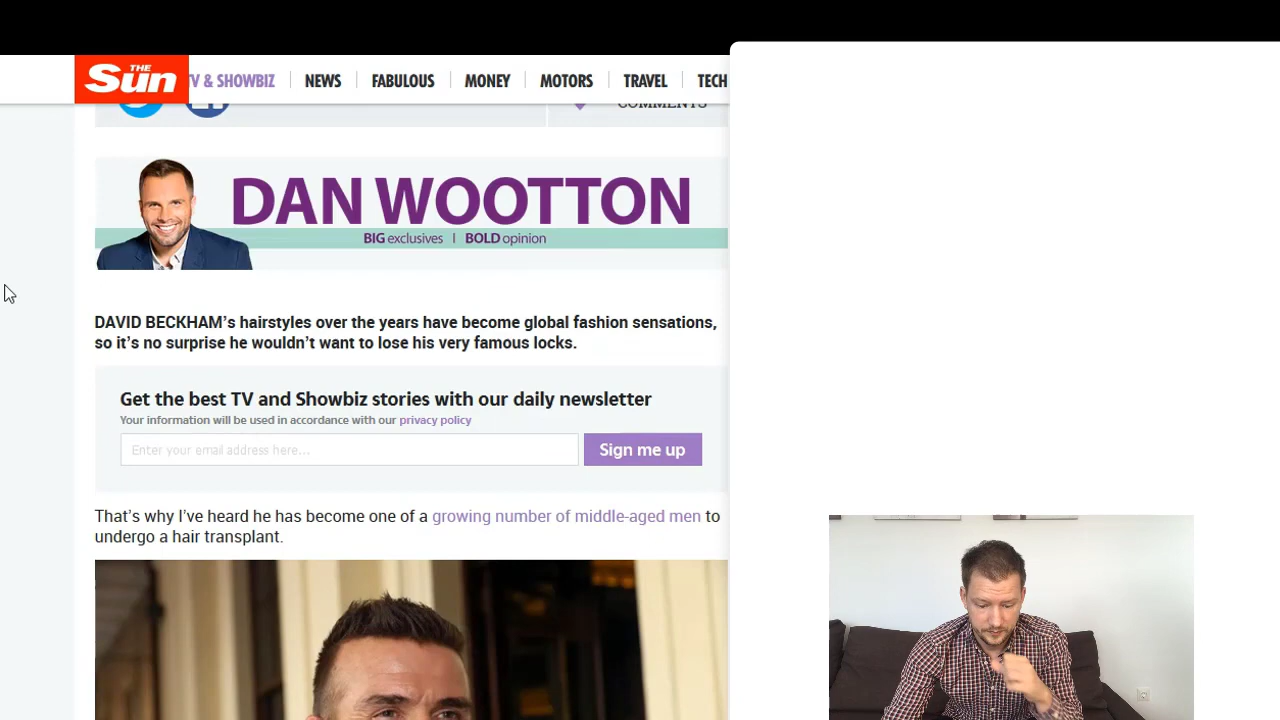 THE
Sun
TV & SHOWBIZ
NEWS
FABULOUS
MONEY
MOTORS
TRAVEL
TECH
COMMENTS
DAN WOOTTON
BIG exclusives | BOLD opinion
DAVID BECKHAM’s hairstyles over the years have become global fashion sensations,
so it’s no surprise he wouldn’t want to lose his very famous locks.
Get the best TV and Showbiz stories with our daily newsletter
Your information will be used in accordance with our privacy policy
Enter your email address here...
Sign me up
That’s why I’ve heard he has become one of a growing number of middle-aged men to
undergo a hair transplant.